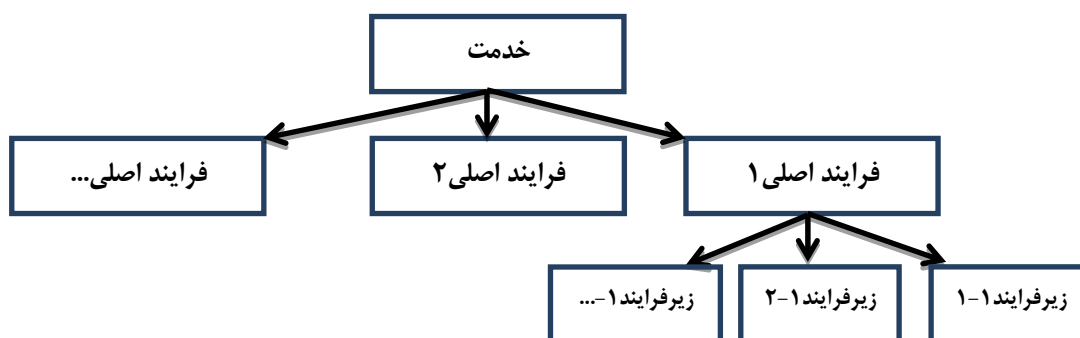 خدمت
فرایند اصلی۱
فرایند اصلی۲
فرایند اصلی...
زیرفرایند۱-۱
زیرفرایند۱-۲
زیرفرایند۱-...